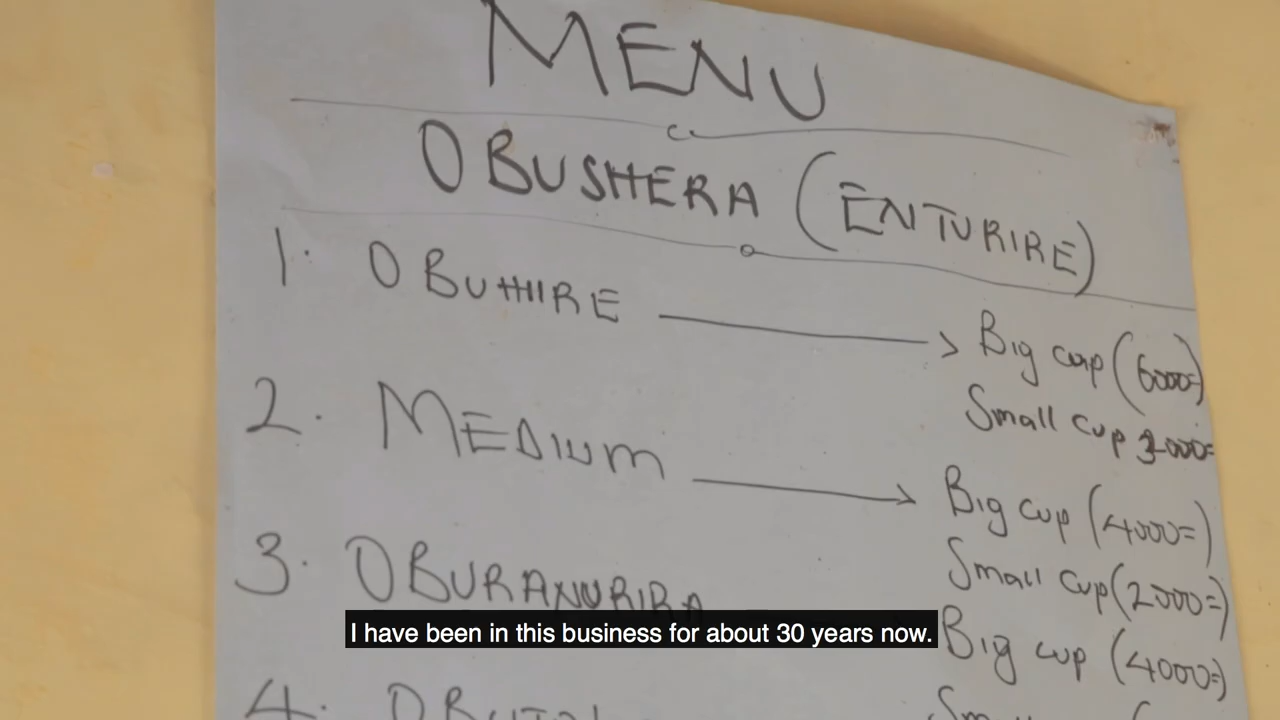 MENU
OBUSHERA (ENTURIRE)
1. OBUHIRE → Big cup (6000=)
Small cup 3000=
2. MEDIUM → Big cup (4000=)
Small cup (2000=)
3. OBURANURIRA Big cup (4000=)
I have been in this business for about 30 years now.
4.